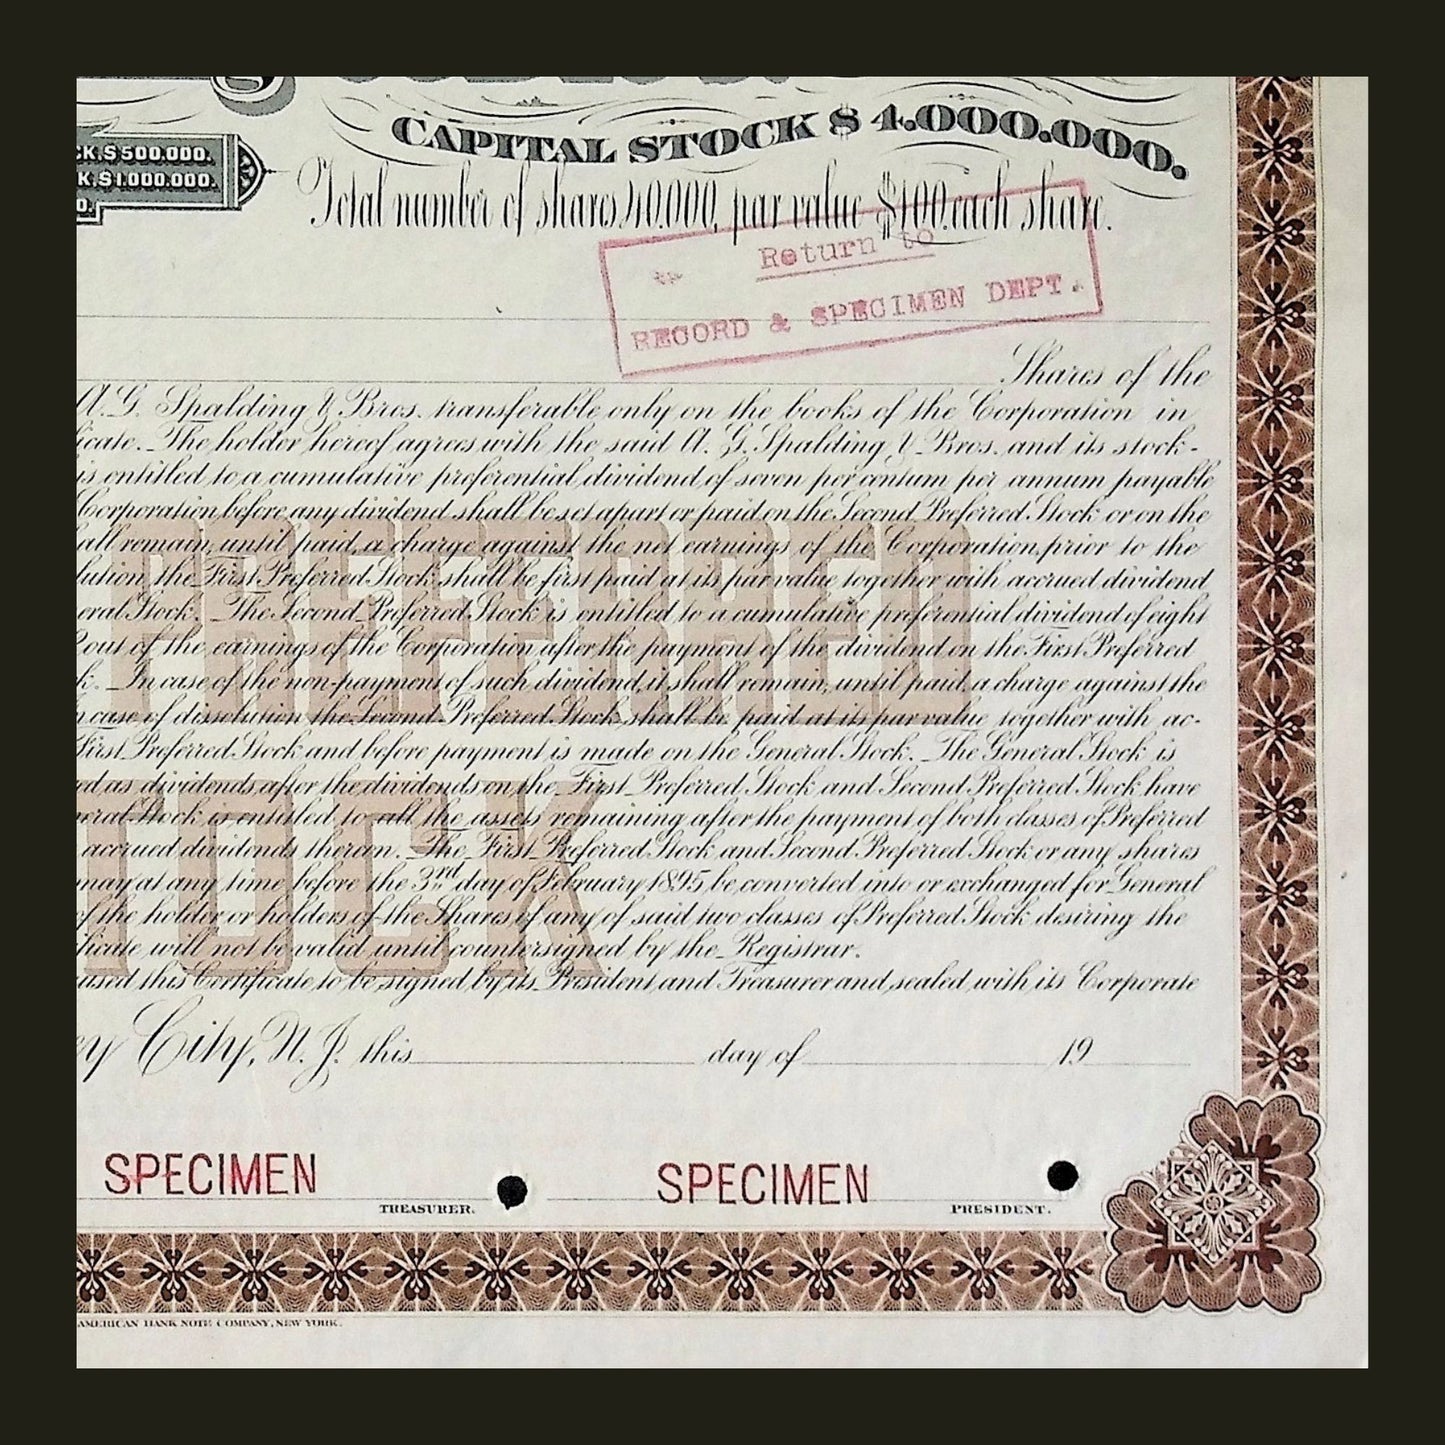 CAPITAL STOCK $4.000.000.
CK, $500.000.
K, $1.000.000.
0.
Total number of shares 40.000, par value $100. each share.
Return to
RECORD & SPECIMEN DEPT.
Shares of the
A. G. Spalding & Bros. transferable only on the books of the Corporation in
ficate. The holder hereof agrees with the said A. G. Spalding & Bros. and its stock-
is entitled to a cumulative preferential dividend of seven per centum per annum payable
Corporation before any dividend shall be set apart or paid on the Second Preferred Stock or on the
all remain, until paid, a charge against the net earnings of the Corporation, prior to the
lution, the First Preferred Stock shall be first paid at its par value together with accrued dividend
eral Stock. The Second Preferred Stock is entitled to a cumulative preferential dividend of eight
out of the earnings of the Corporation after the payment of the dividend on the First Preferred
k. In case of the non-payment of such dividend, it shall remain, until paid, a charge against the
n case of dissolution the Second Preferred Stock shall be paid at its par value together with ac-
First Preferred Stock and before payment is made on the General Stock. The General Stock is
ed as dividends after the dividends on the First Preferred Stock and Second Preferred Stock have
neral Stock is entitled to all the assets remaining after the payment of both classes of Preferred
accrued dividends thereon. The First Preferred Stock and Second Preferred Stock or any shares
may at any time before the 3rd day of February 1895, be converted into or exchanged for General
of the holder or holders of the Shares of any of said two classes of Preferred Stock desiring the
ificate will not be valid until countersigned by the Registrar.
used this Certificate to be signed by its President and Treasurer and sealed with its Corporate
PREFERRED
TOCK
ey City, N. J. this day of 19
SPECIMEN SPECIMEN
TREASURER. PRESIDENT.
AMERICAN BANK NOTE COMPANY, NEW YORK.